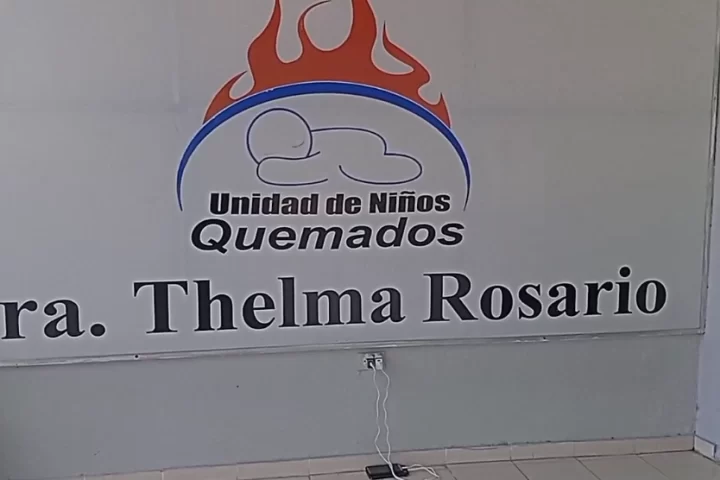 Unidad de Niños
Quemados
ra. Thelma Rosario